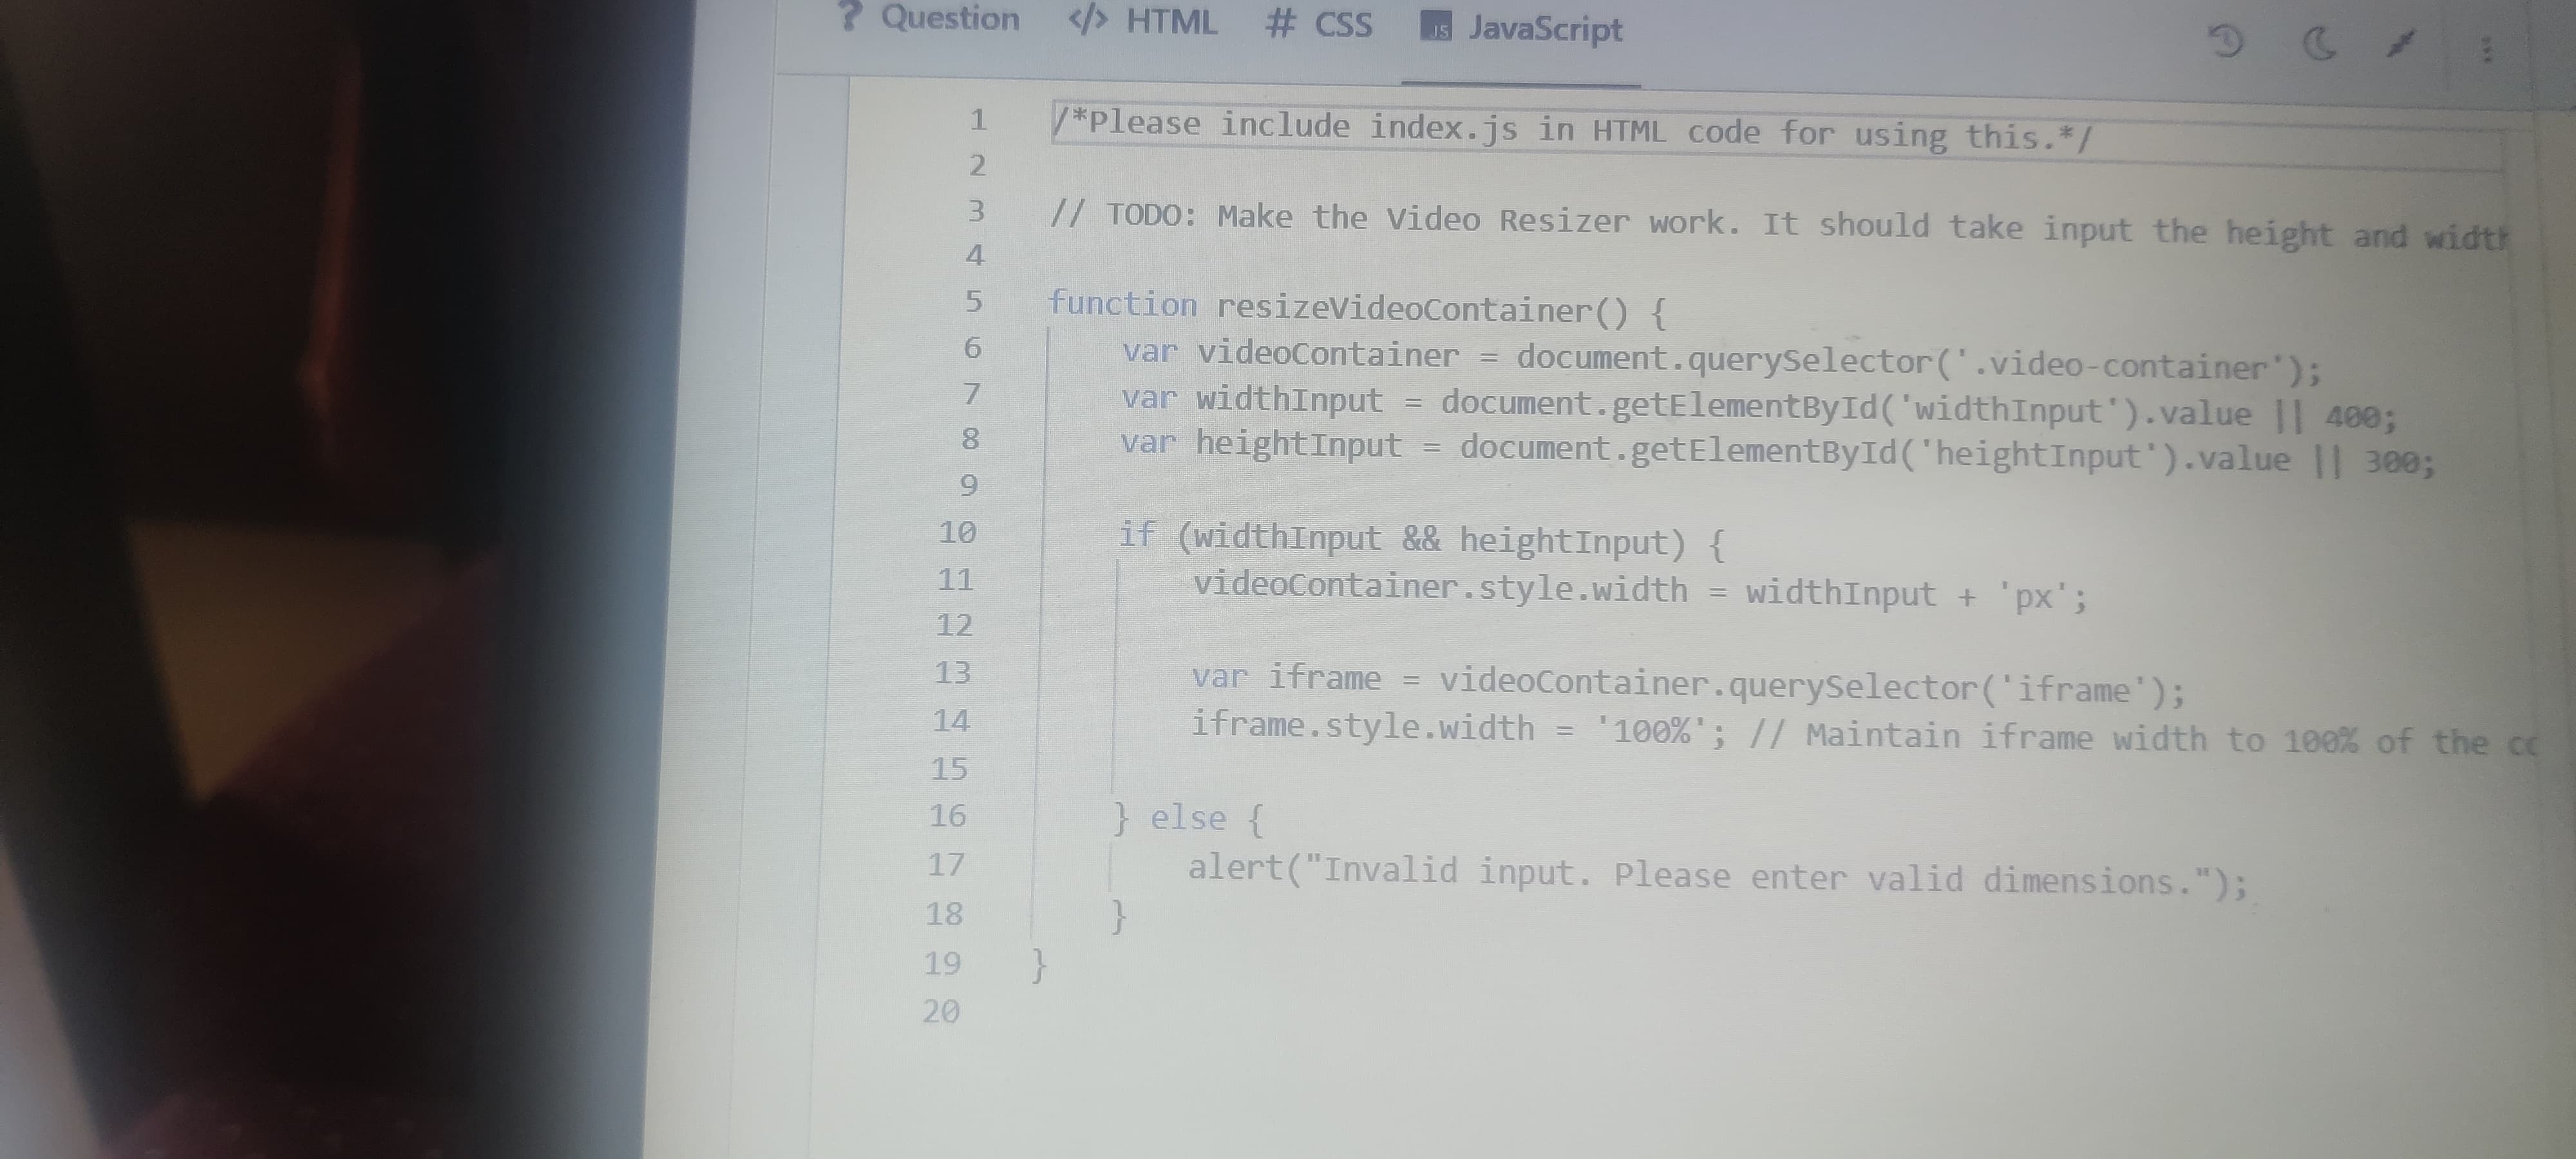 ? Question </> HTML # CSS JS JavaScript
1 /*Please include index.js in HTML code for using this.*/
2
3 // TODO: Make the Video Resizer work. It should take input the height and width
4
5 function resizeVideoContainer() {
6 var videoContainer = document.querySelector('.video-container');
7 var widthInput = document.getElementById('widthInput').value || 400;
8 var heightInput = document.getElementById('heightInput').value || 300;
9
10 if (widthInput && heightInput) {
11 videoContainer.style.width = widthInput + 'px';
12
13 var iframe = videoContainer.querySelector('iframe');
14 iframe.style.width = '100%'; // Maintain iframe width to 100% of the
15
16 } else {
17 alert("Invalid input. Please enter valid dimensions.");
18 }
19 }
20